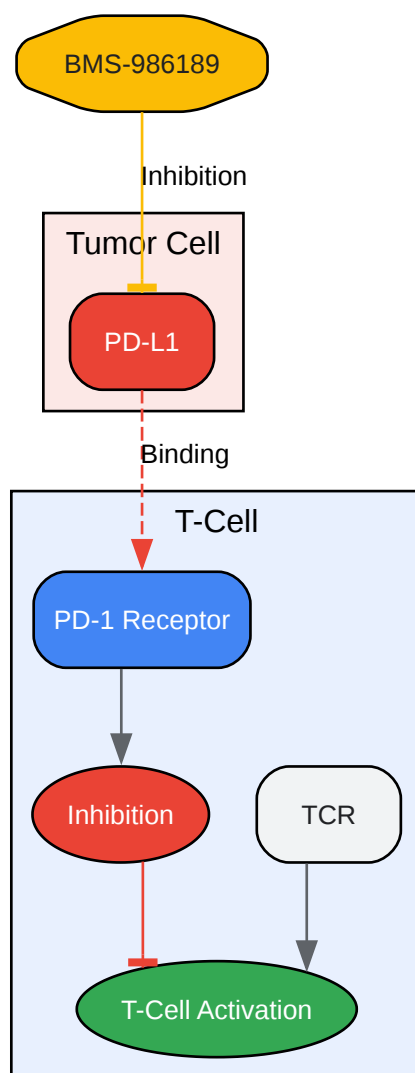 BMS-986189
Inhibition
Tumor Cell
PD-L1
Binding
T-Cell
PD-1 Receptor
Inhibition
TCR
T-Cell Activation